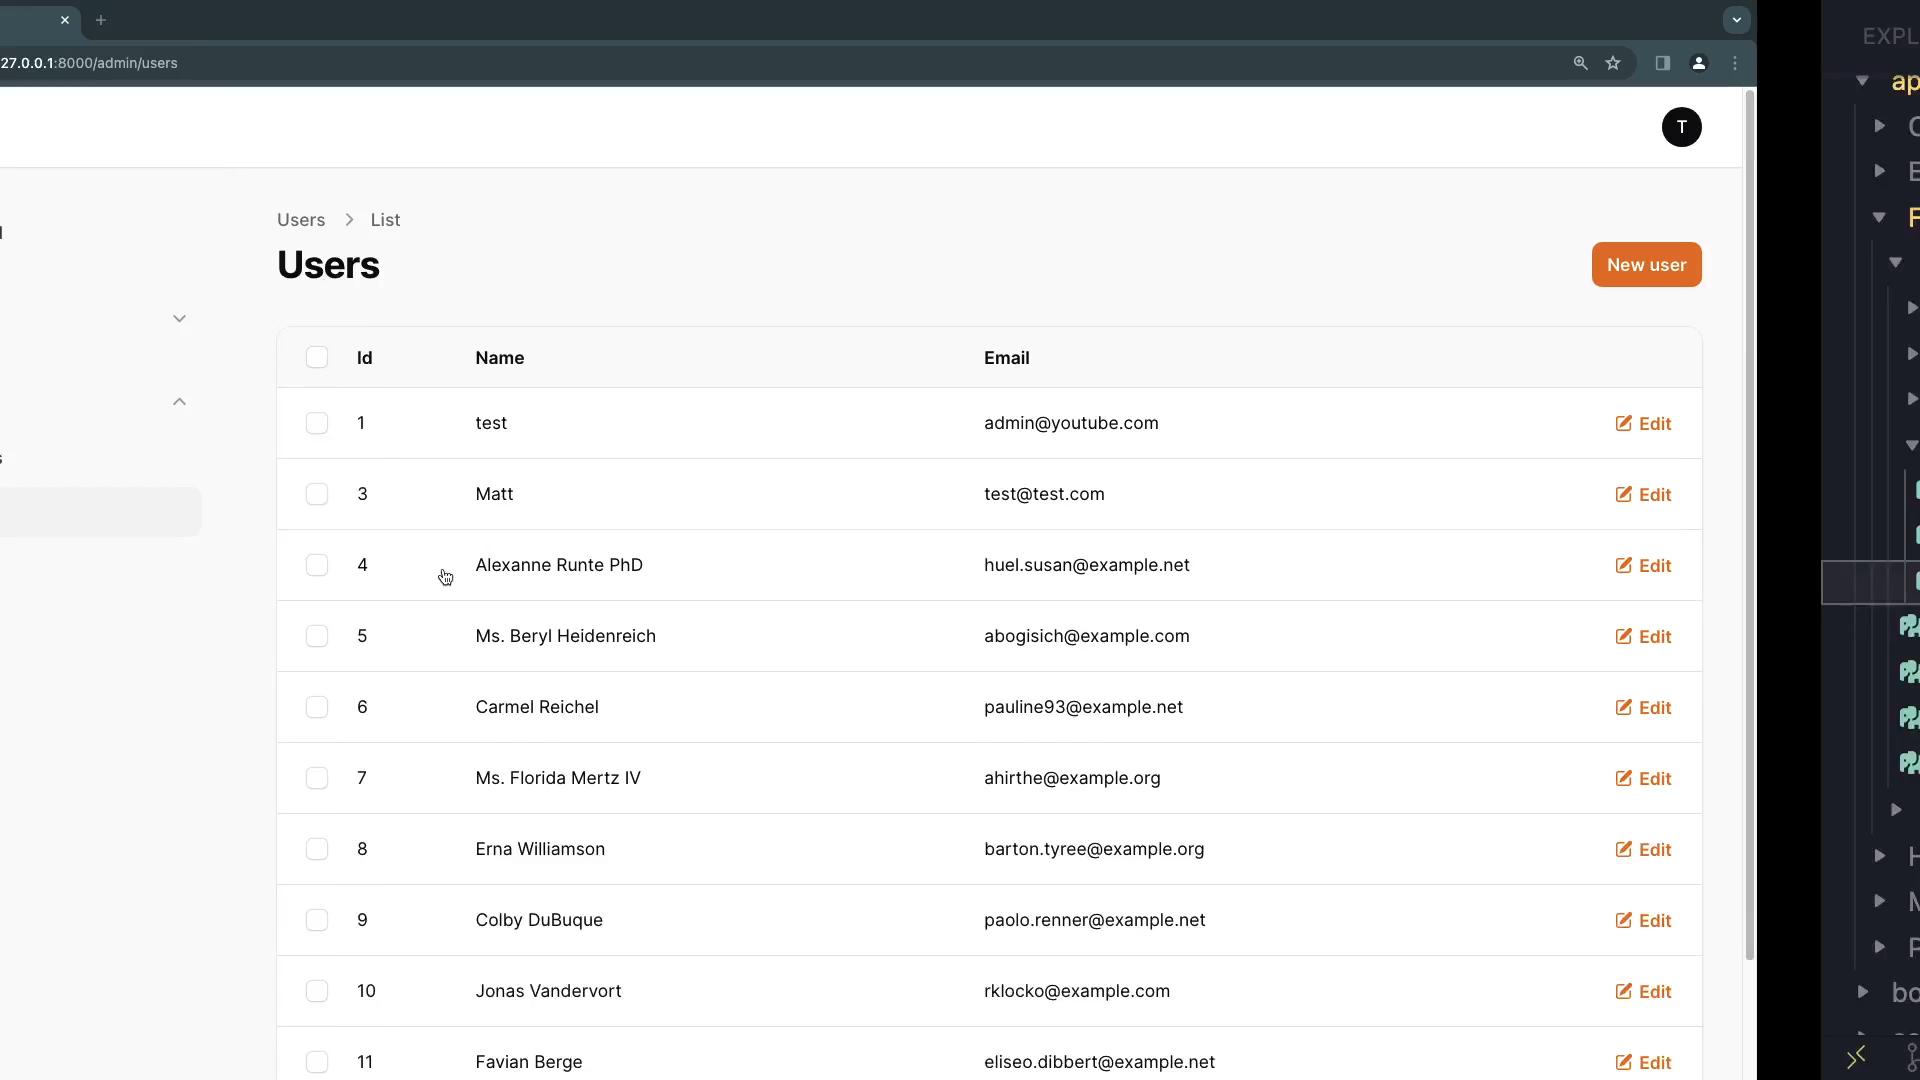 27.0.0.1:8000/admin/users
EXPL
T
Users > List
Users
New user
Id Name Email
1 test admin@youtube.com Edit
3 Matt test@test.com Edit
4 Alexanne Runte PhD huel.susan@example.net Edit
5 Ms. Beryl Heidenreich abogisich@example.com Edit
6 Carmel Reichel pauline93@example.net Edit
7 Ms. Florida Mertz IV ahirthe@example.org Edit
8 Erna Williamson barton.tyree@example.org Edit
9 Colby DuBuque paolo.renner@example.net Edit
10 Jonas Vandervort rklocko@example.com Edit
11 Favian Berge eliseo.dibbert@example.net Edit
ap
F
M
P
bo